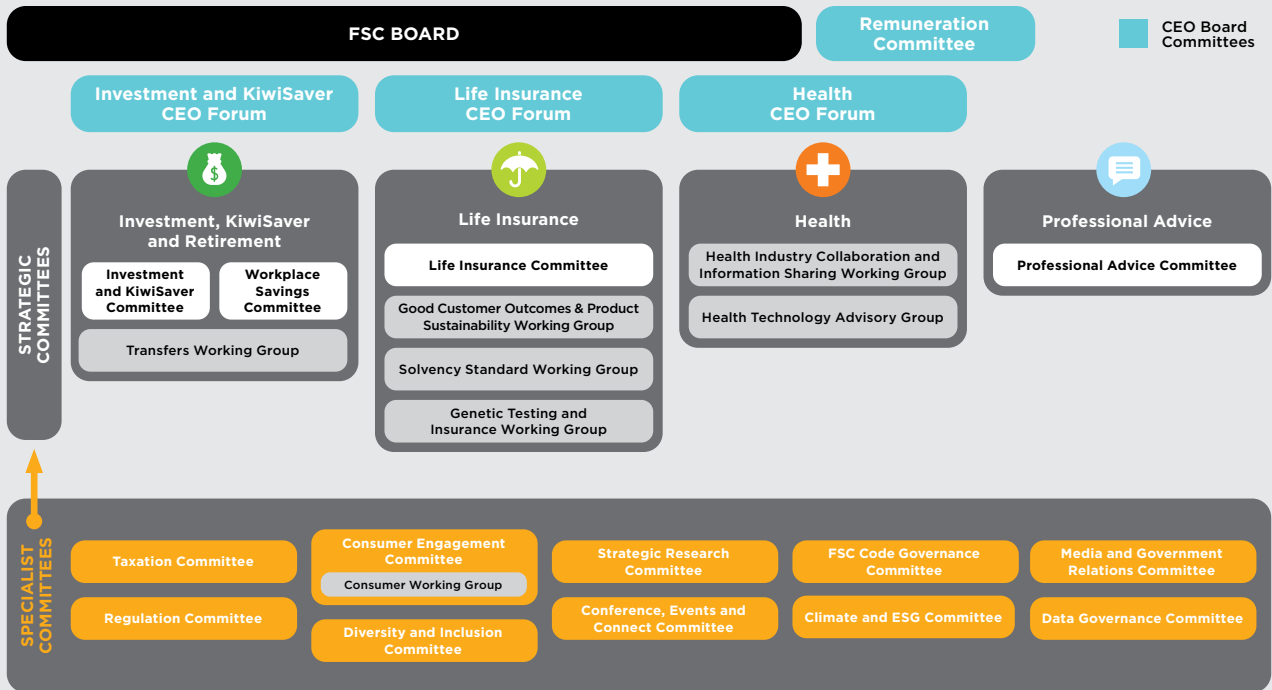 FSC BOARD
Remuneration
Committee
CEO Board
Committees
Investment and KiwiSaver
CEO Forum
Life Insurance
CEO Forum
Health
CEO Forum
STRATEGIC
COMMITTEES
$
Investment, KiwiSaver
and Retirement
Investment
and KiwiSaver
Committee
Workplace
Savings
Committee
Transfers Working Group
Life Insurance
Life Insurance Committee
Good Customer Outcomes & Product
Sustainability Working Group
Solvency Standard Working Group
Genetic Testing and
Insurance Working Group
Health
Health Industry Collaboration and
Information Sharing Working Group
Health Technology Advisory Group
Professional Advice
Professional Advice Committee
SPECIALIST
COMMITTEES
Taxation Committee
Regulation Committee
Consumer Engagement
Committee
Consumer Working Group
Diversity and Inclusion
Committee
Strategic Research
Committee
Conference, Events and
Connect Committee
FSC Code Governance
Committee
Climate and ESG Committee
Media and Government
Relations Committee
Data Governance Committee